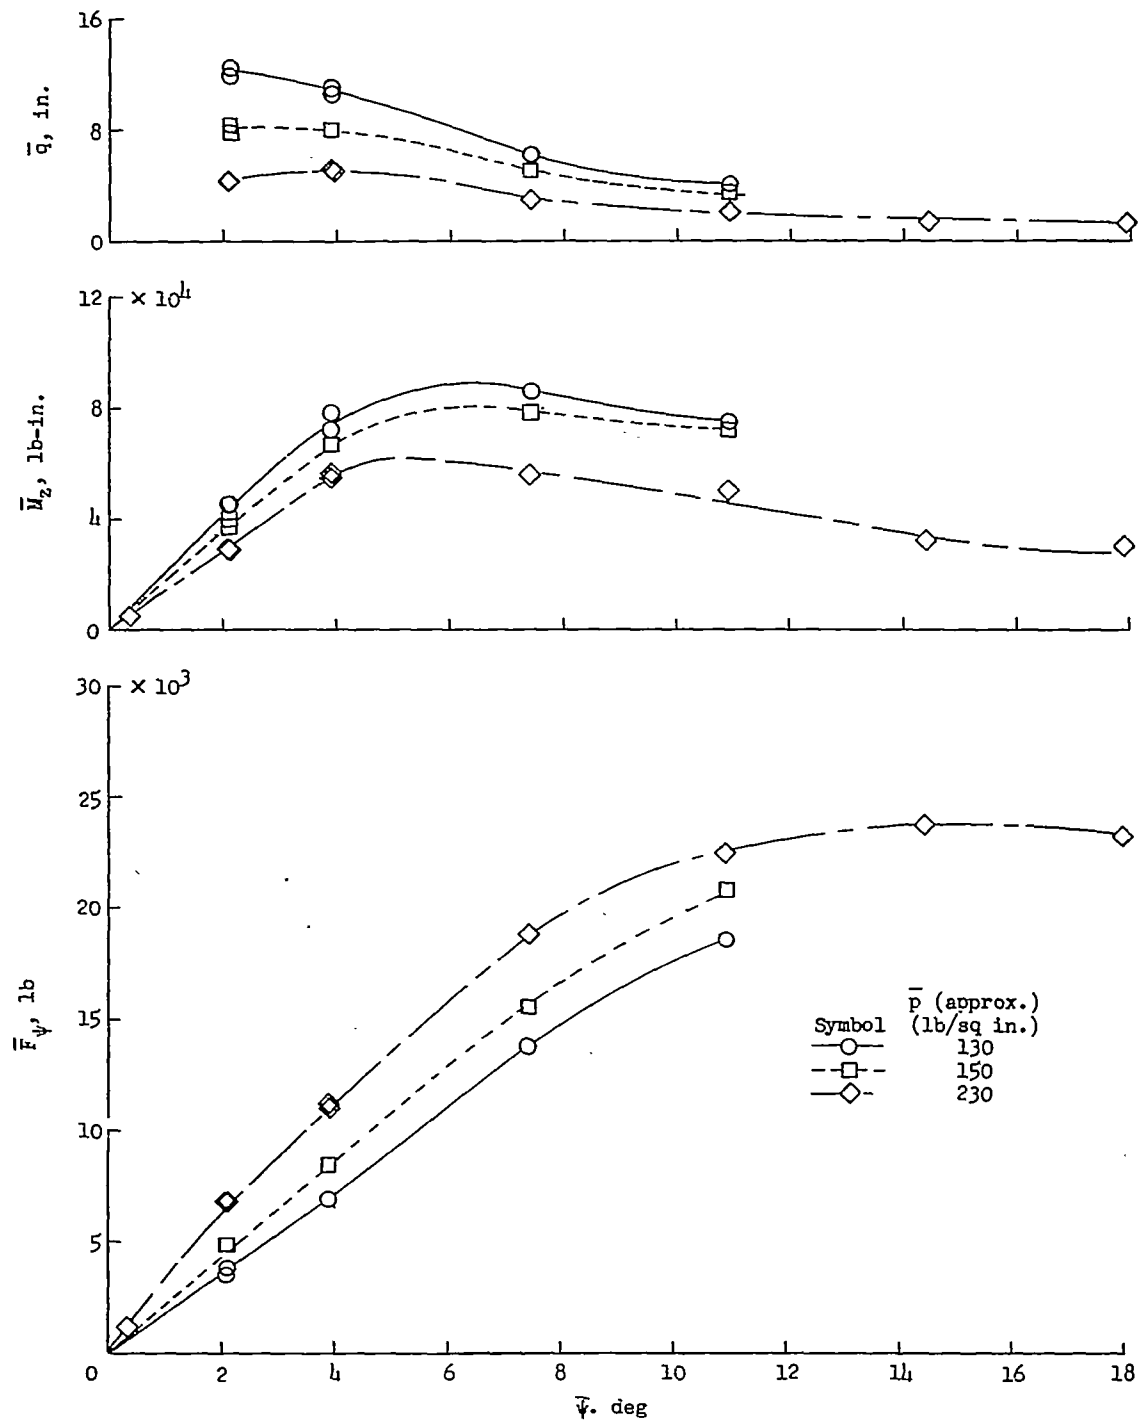 16
8
0
q̅, in.
12 × 10⁴
8
4
0
M̅_z, lb-in.
30 × 10³
25
20
15
10
5
F̅_ψ, lb
p̅ (approx.)
Symbol (lb/sq in.)
130
150
230
0 2 4 6 8 10 12 14 16 18
ψ̅. deg